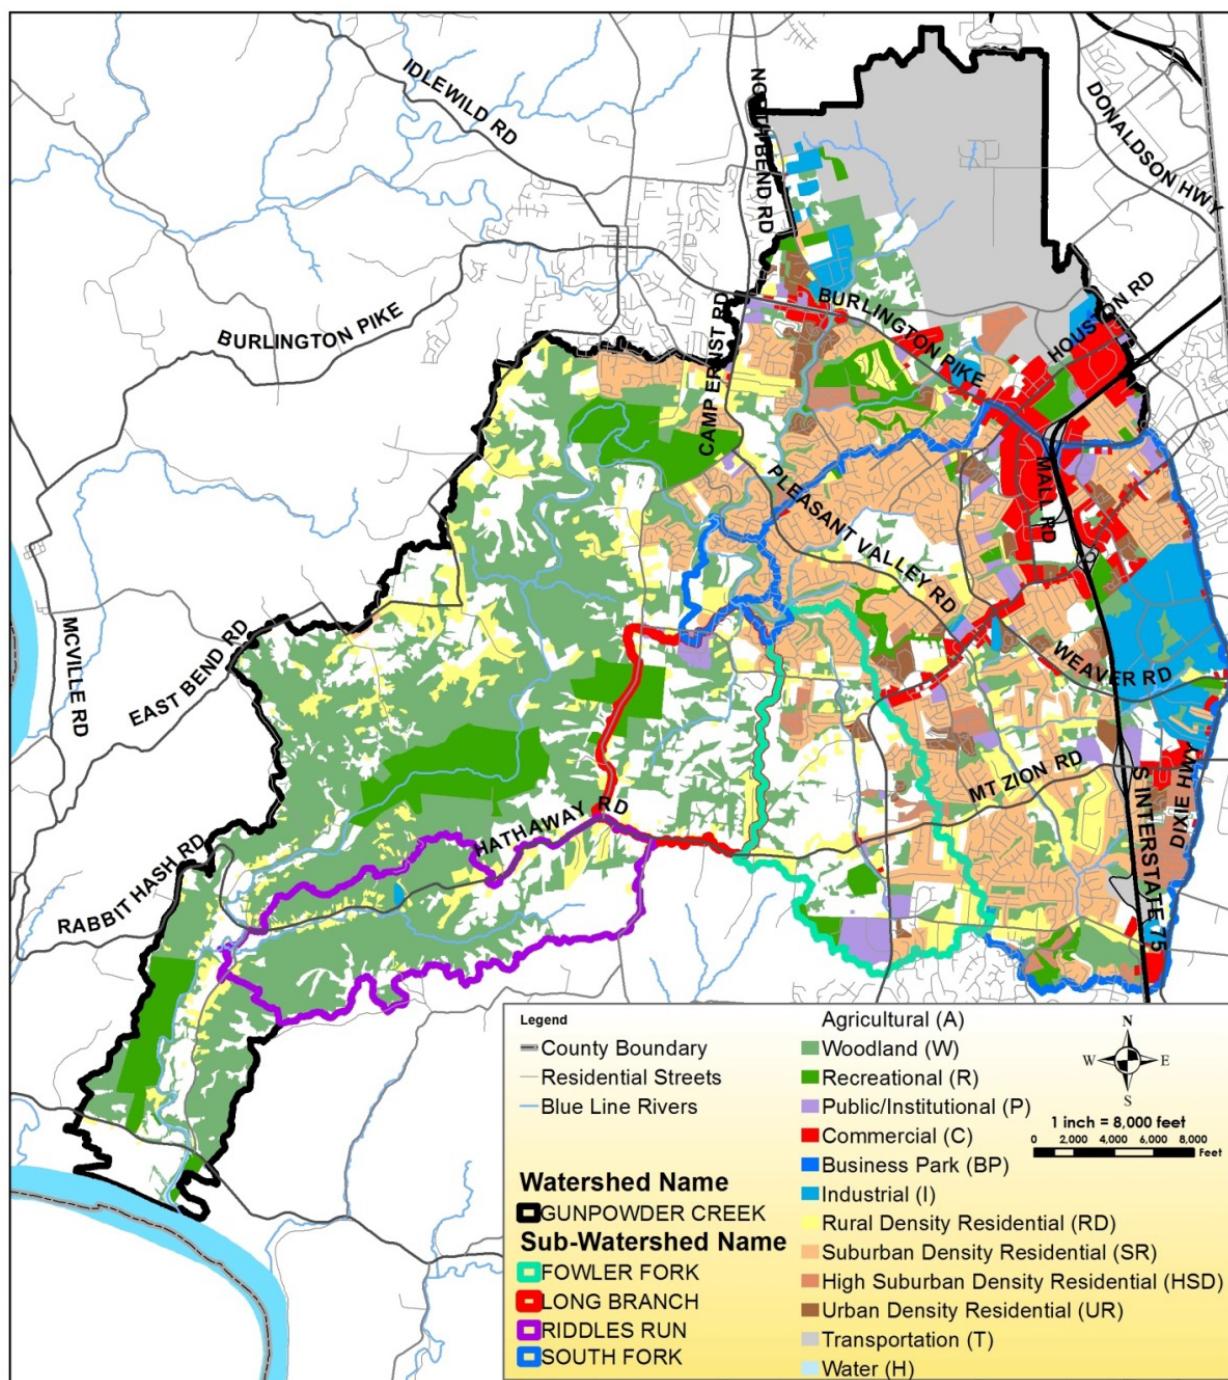 IDLEWILD RD
NORTH BEND RD
DONALDSON HWY
BURLINGTON PIKE
BURLINGTON PIKE
HOUSTON RD
CAMP ERNST RD
MALL RD
PLEASANT VALLEY RD
MCVILLE RD
EAST BEND RD
WEAVER RD
MT ZION RD
HATHAWAY RD
DIXIE HWY
S INTERSTATE 75
RABBIT HASH RD
Legend
County Boundary
Residential Streets
Blue Line Rivers
Watershed Name
GUNPOWDER CREEK
Sub-Watershed Name
FOWLER FORK
LONG BRANCH
RIDDLES RUN
SOUTH FORK
Agricultural (A)
Woodland (W)
Recreational (R)
Public/Institutional (P)
Commercial (C)
Business Park (BP)
Industrial (I)
Rural Density Residential (RD)
Suburban Density Residential (SR)
High Suburban Density Residential (HSD)
Urban Density Residential (UR)
Transportation (T)
Water (H)
N
W E
S
1 inch = 8,000 feet
0 2,000 4,000 6,000 8,000
Feet